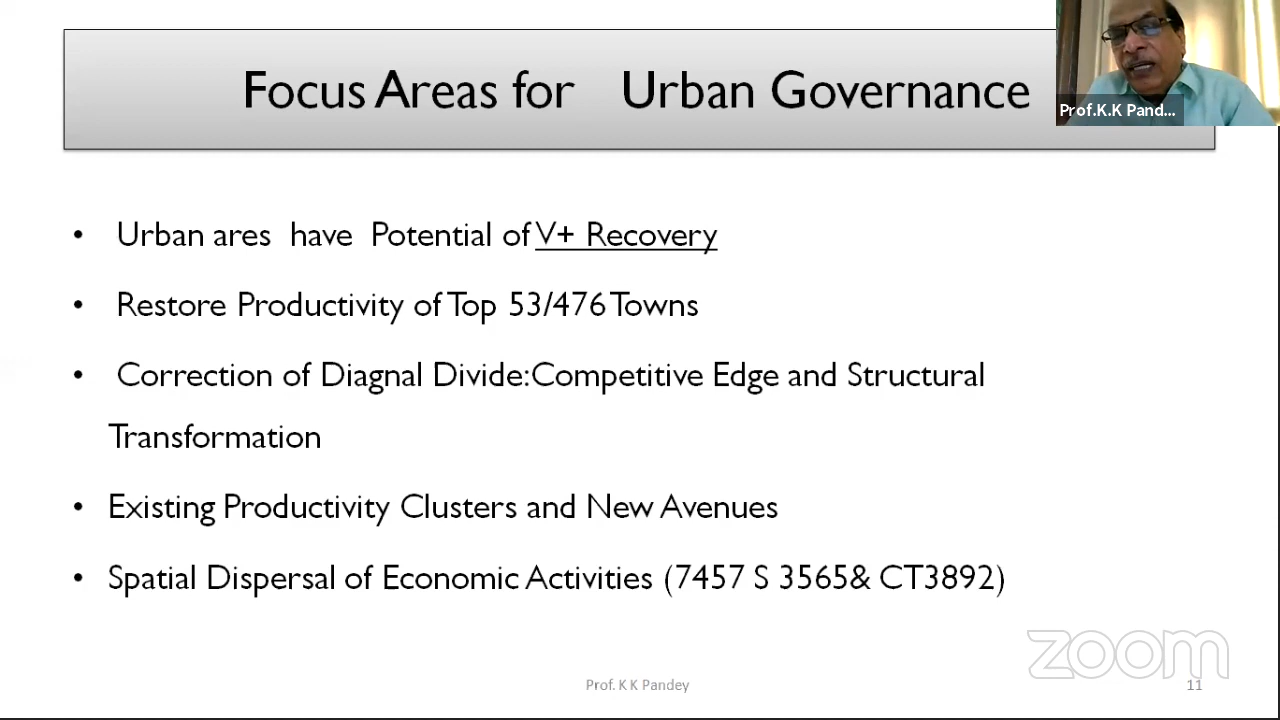 Focus Areas for Urban Governance
Prof.K.K Pand...
• Urban ares have Potential of V+ Recovery
• Restore Productivity of Top 53/476 Towns
• Correction of Diagnal Divide:Competitive Edge and Structural
Transformation
• Existing Productivity Clusters and New Avenues
• Spatial Dispersal of Economic Activities (7457 S 3565& CT3892)
zoom
Prof. K K Pandey
11